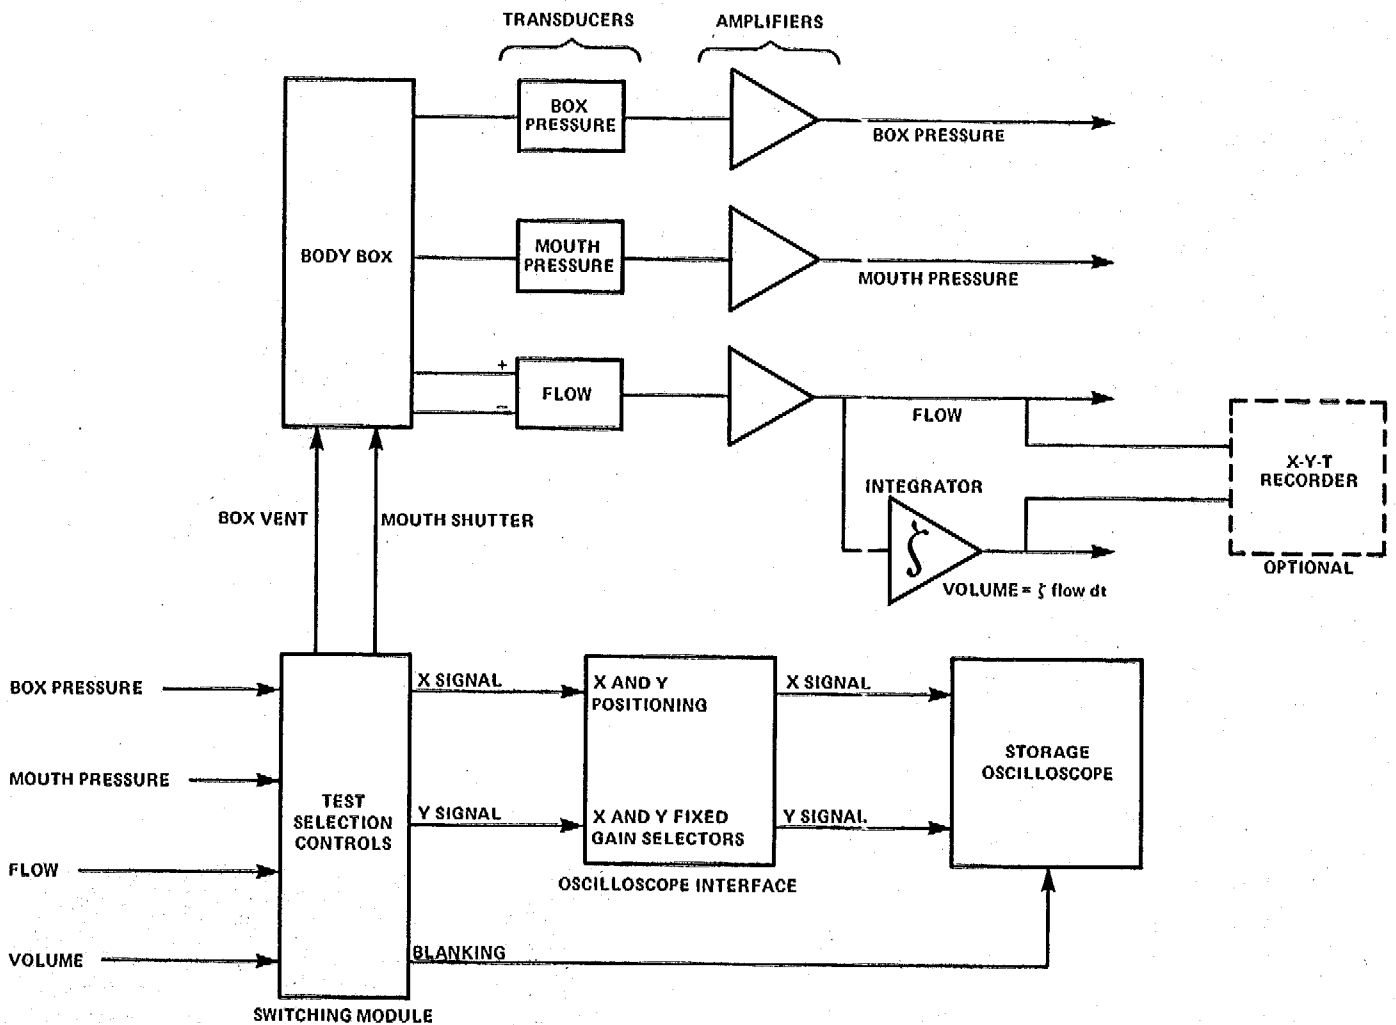 TRANSDUCERS
AMPLIFIERS
BOX
PRESSURE
BOX PRESSURE
BODY BOX
MOUTH
PRESSURE
MOUTH PRESSURE
+
FLOW
−
FLOW
X-Y-T
RECORDER
OPTIONAL
INTEGRATOR
ζ
VOLUME = ζ flow dt
BOX VENT
MOUTH SHUTTER
BOX PRESSURE
MOUTH PRESSURE
FLOW
VOLUME
TEST
SELECTION
CONTROLS
SWITCHING MODULE
X SIGNAL
Y SIGNAL
BLANKING
X AND Y
POSITIONING
X AND Y FIXED
GAIN SELECTORS
OSCILLOSCOPE INTERFACE
X SIGNAL
Y SIGNAL
STORAGE
OSCILLOSCOPE